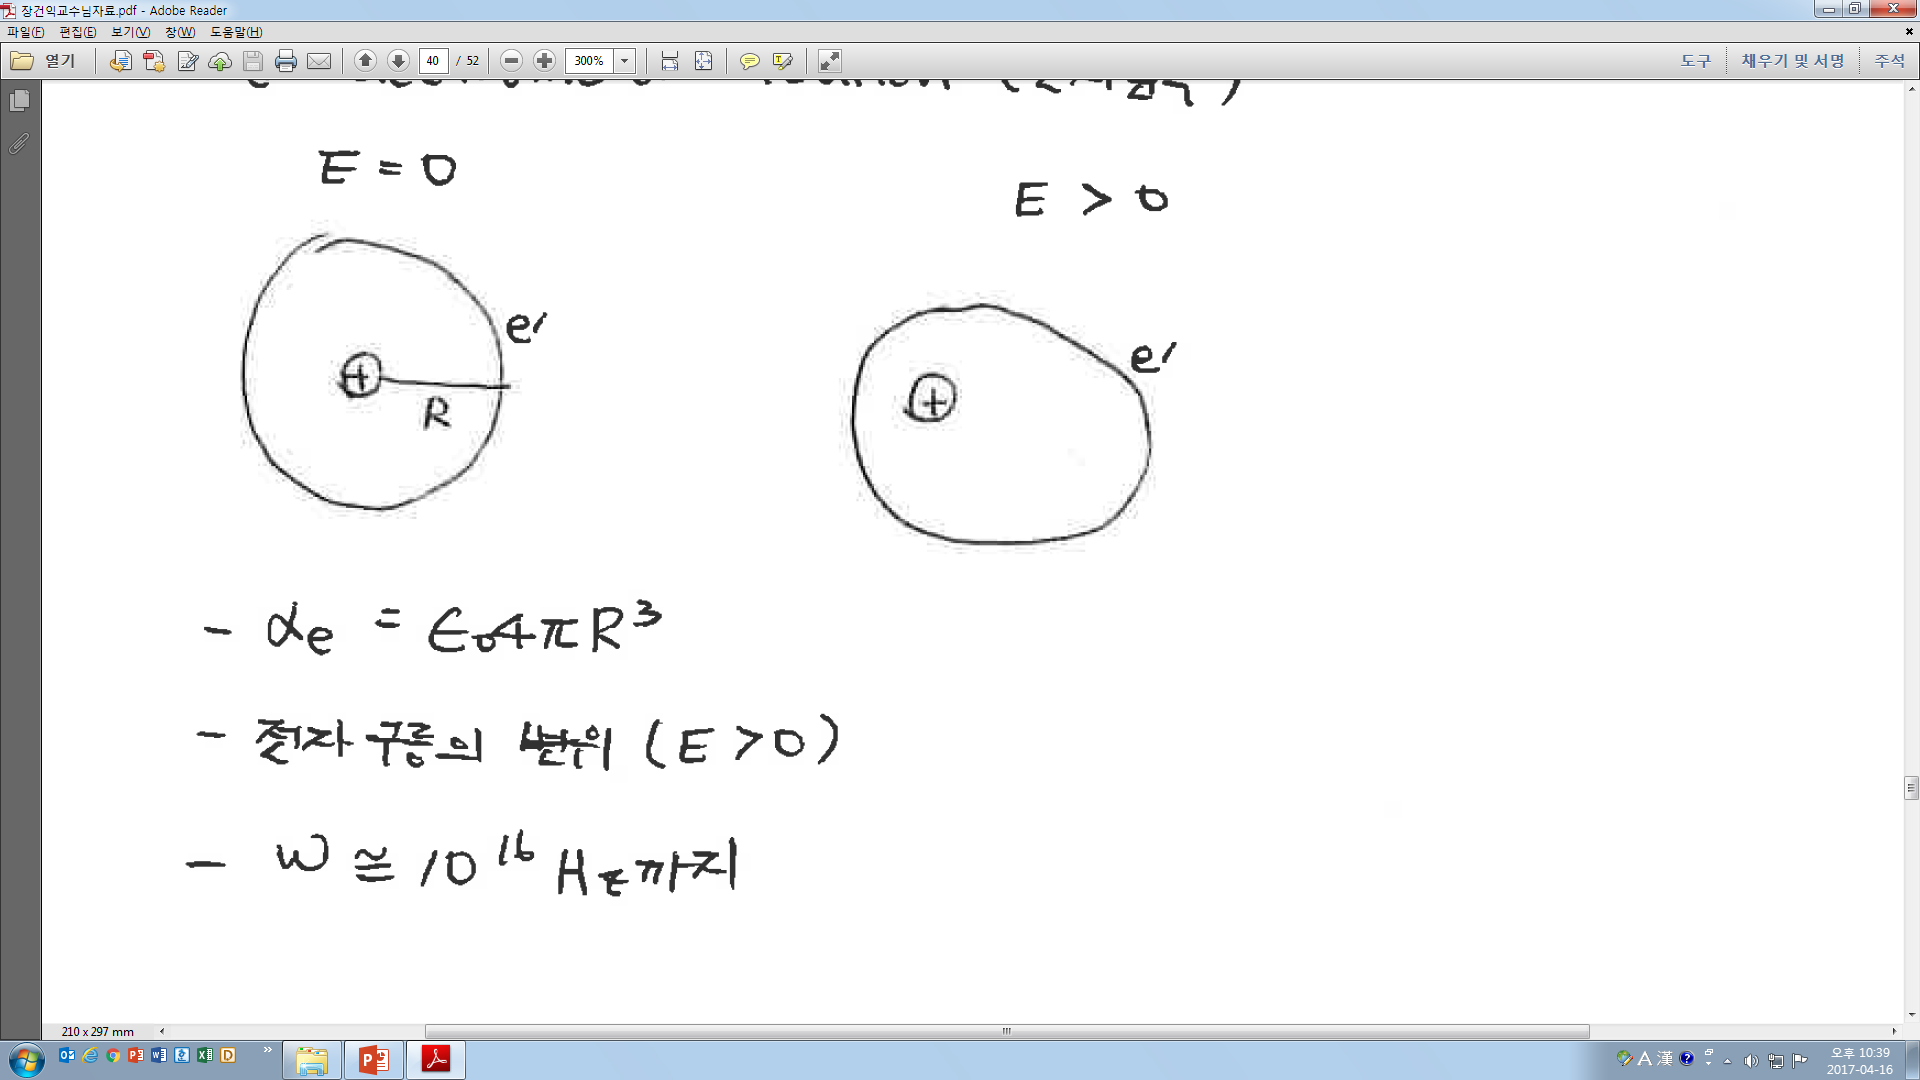 장건익교수님자료.pdf - Adobe Reader
파일(F) 편집(E) 보기(V) 창(W) 도움말(H)
열기 40 / 52 300% 도구 채우기 및 서명 주석
E = 0
E > 0
e′
e′
+
+
R
- αe = ε₀4πR³
- 전자구름의 변위 (E > 0)
- W ≅ 10¹⁶ Hz까지
210 x 297 mm
A 漢
오후 10:39
2017-04-16